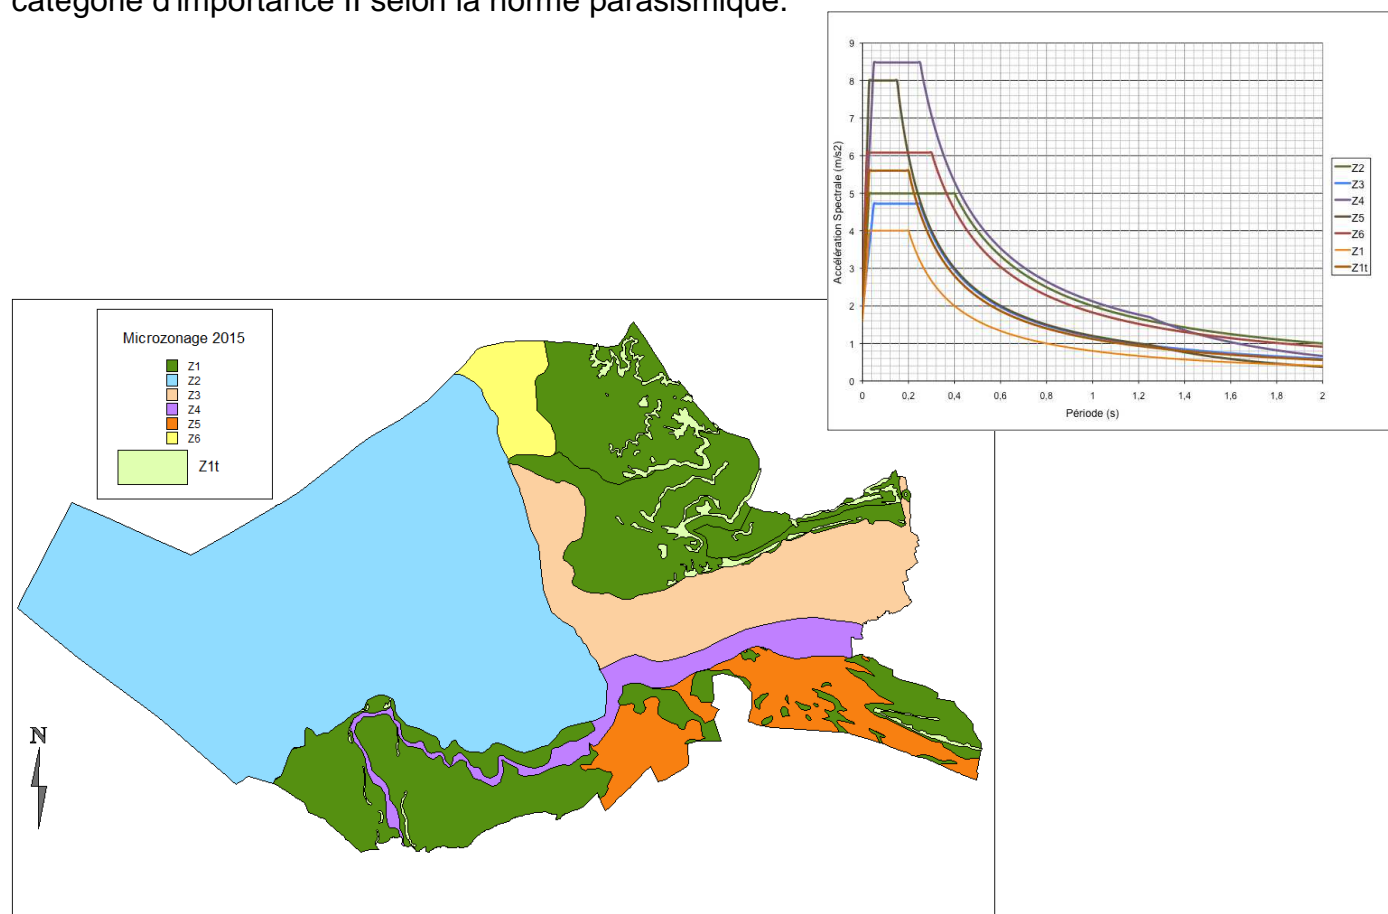 catégorie d'importance II selon la norme parasismique.
9
8
7
6
5
4
3
2
1
0
Accélération Spectrale (m/s2)
0 0,2 0,4 0,6 0,8 1 1,2 1,4 1,6 1,8 2
Période (s)
Z2
Z3
Z4
Z5
Z6
Z1
Z1t
Microzonage 2015
Z1
Z2
Z3
Z4
Z5
Z6
Z1t
N